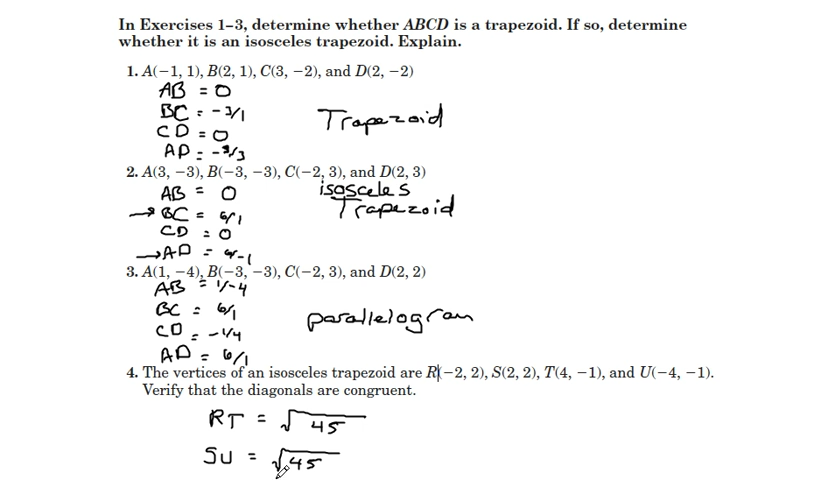 In Exercises 1–3, determine whether ABCD is a trapezoid. If so, determine
whether it is an isosceles trapezoid. Explain.
1. A(−1, 1), B(2, 1), C(3, −2), and D(2, −2)
AB = 0
BC = -3/1
CD = 0
AD = -3/3
Trapezoid
2. A(3, −3), B(−3, −3), C(−2, 3), and D(2, 3)
AB = 0
→ BC = 6/1
CD = 0
→ AD = 6/-1
isosceles
Trapezoid
3. A(1, −4), B(−3, −3), C(−2, 3), and D(2, 2)
AB = 1/-4
BC = 6/1
CD = -1/4
AD = 6/1
parallelogram
4. The vertices of an isosceles trapezoid are R(−2, 2), S(2, 2), T(4, −1), and U(−4, −1).
Verify that the diagonals are congruent.
RT = √45
SU = √45